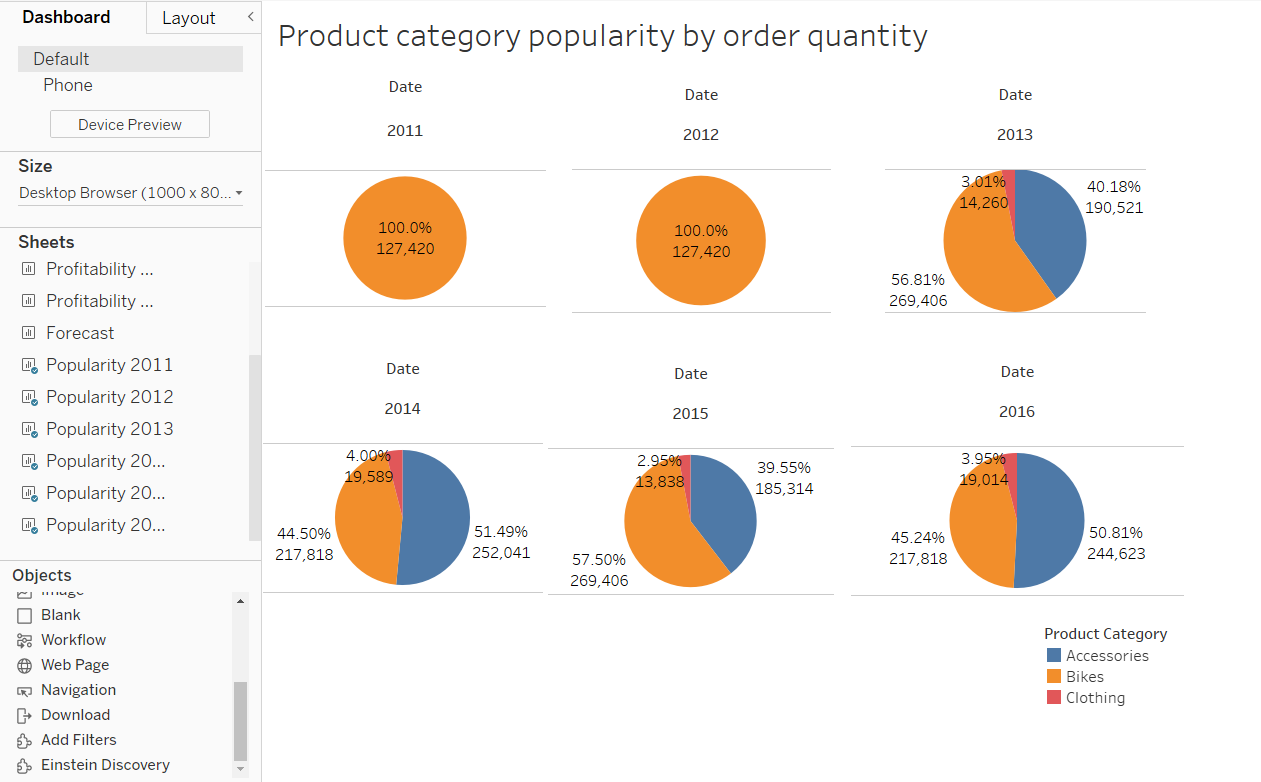 Dashboard
Layout
<
Default
Phone
Device Preview
Size
Desktop Browser (1000 x 80...
Sheets
Profitability ...
Profitability ...
Forecast
Popularity 2011
Popularity 2012
Popularity 2013
Popularity 20...
Popularity 20...
Popularity 20...
Objects
Image
Blank
Workflow
Web Page
Navigation
Download
Add Filters
Einstein Discovery
Product category popularity by order quantity
Date
2011
100.0%
127,420
Date
2012
100.0%
127,420
Date
2013
3.01%
14,260
40.18%
190,521
56.81%
269,406
Date
2014
4.00%
19,589
44.50%
217,818
51.49%
252,041
Date
2015
2.95%
13,838
39.55%
185,314
57.50%
269,406
Date
2016
3.95%
19,014
45.24%
217,818
50.81%
244,623
Product Category
Accessories
Bikes
Clothing